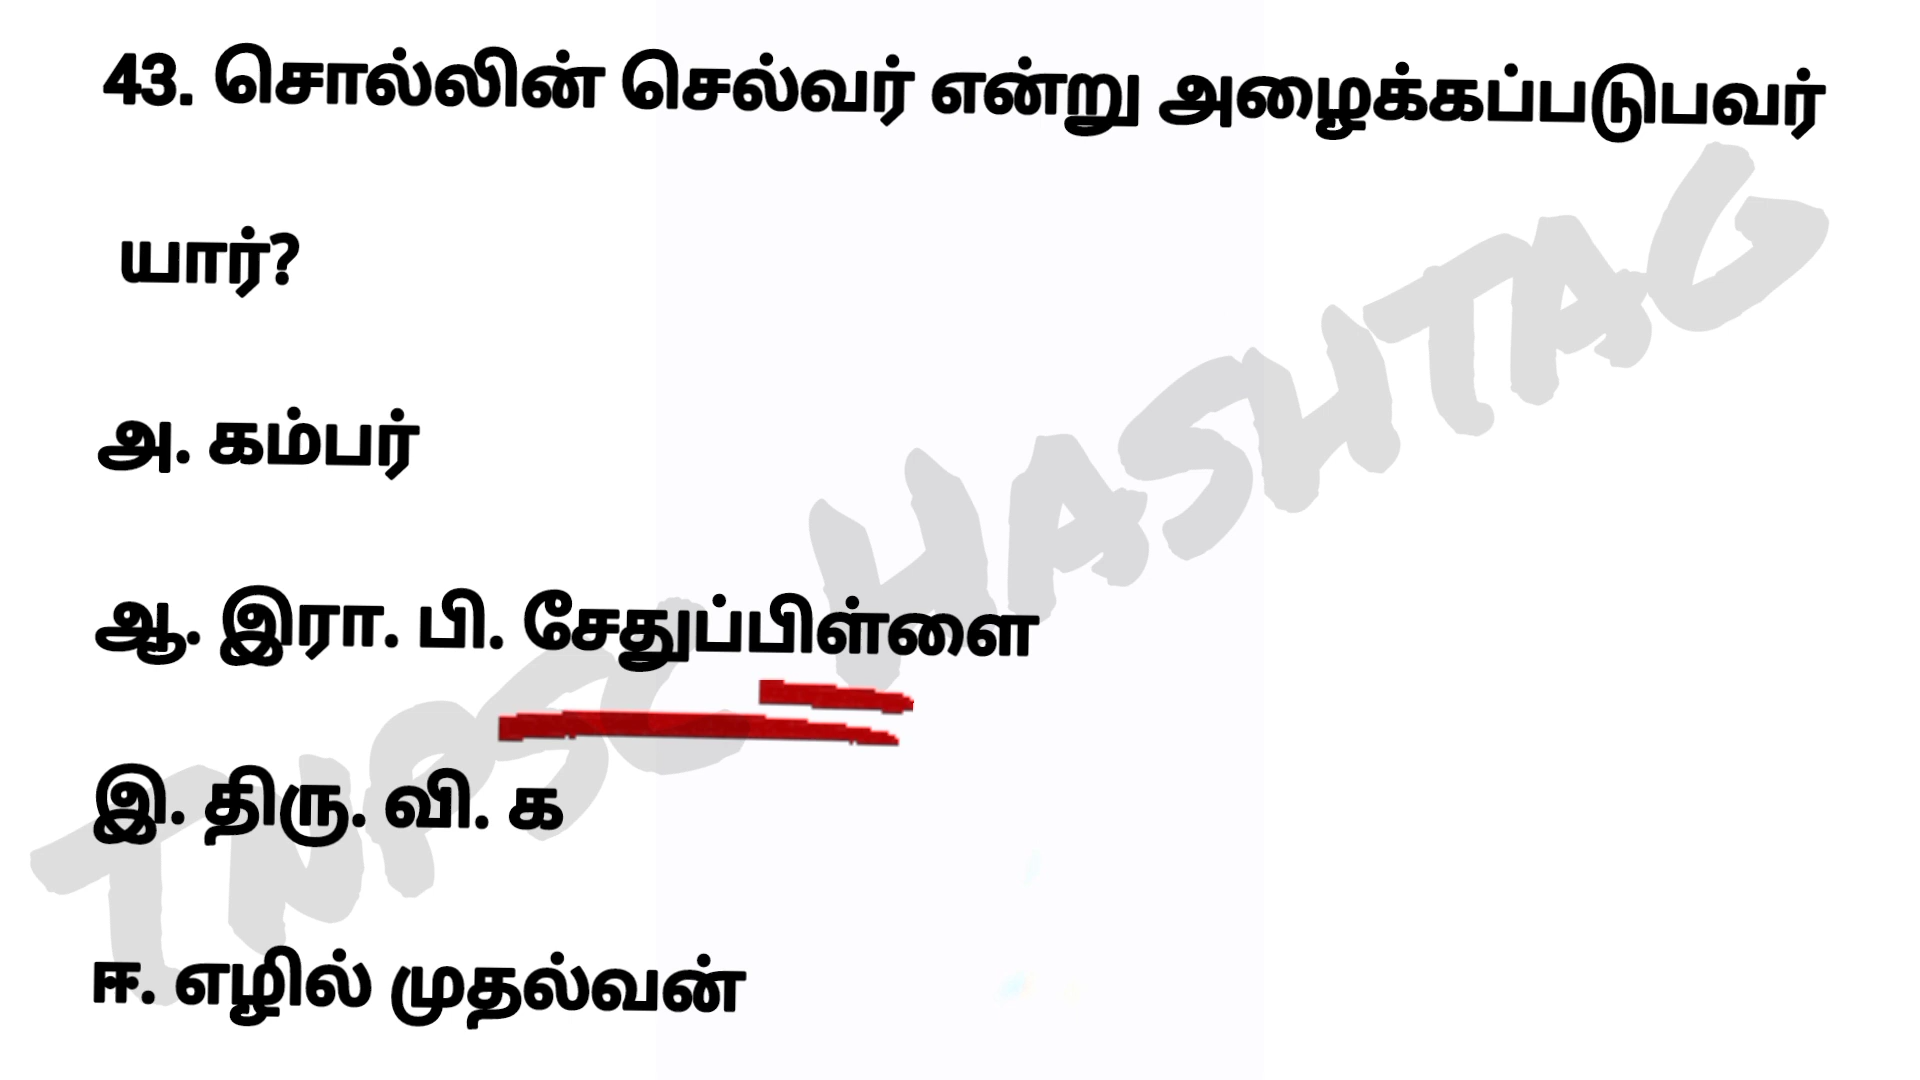 43. சொல்லின் செல்வர் என்று அழைக்கப்படுபவர்
யார்?
அ. கம்பர்
ஆ. இரா. பி. சேதுப்பிள்ளை
இ. திரு. வி. க
ஈ. எழில் முதல்வன்
TNPSC HASHTAG